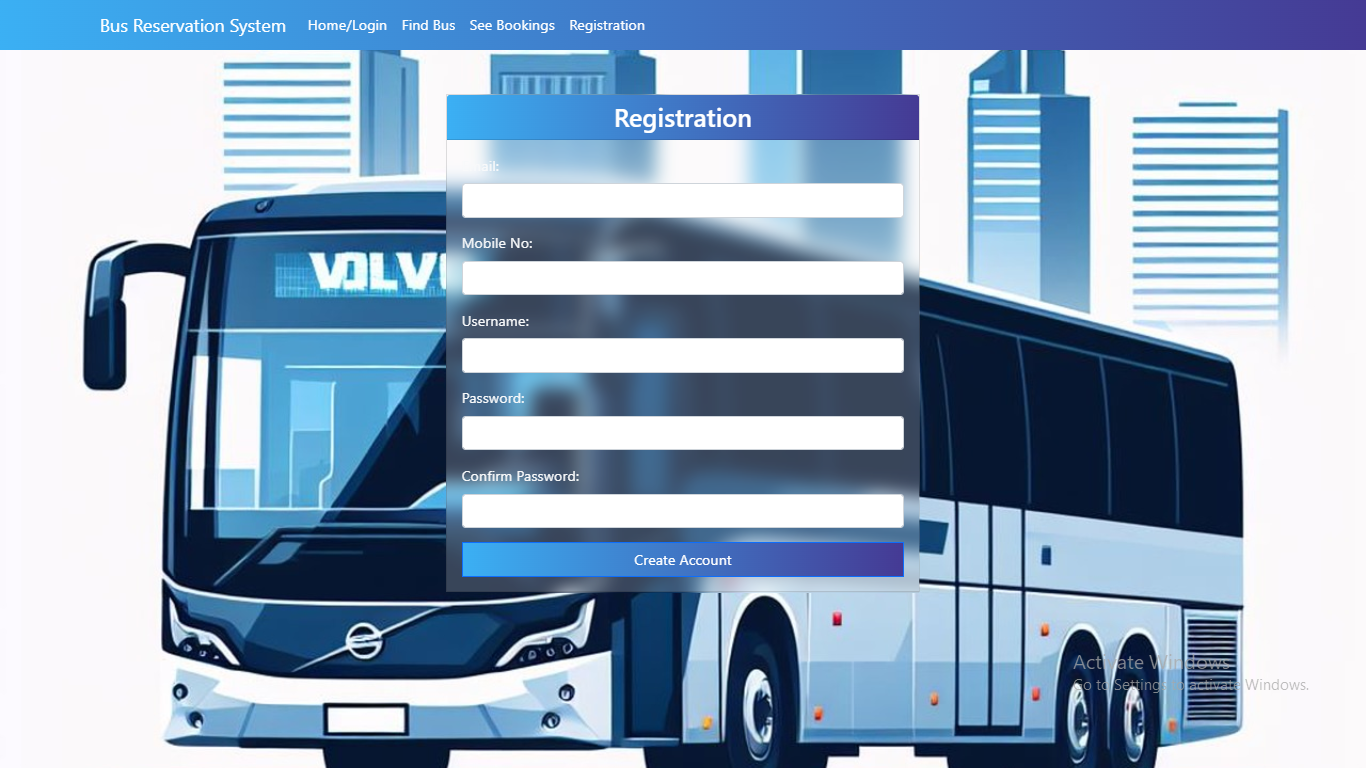 Bus Reservation System Home/Login Find Bus See Bookings Registration
Registration
Email:
VOLV
Mobile No:
Username:
Password:
Confirm Password:
Create Account
Activate Windows
Go to Settings to activate Windows.